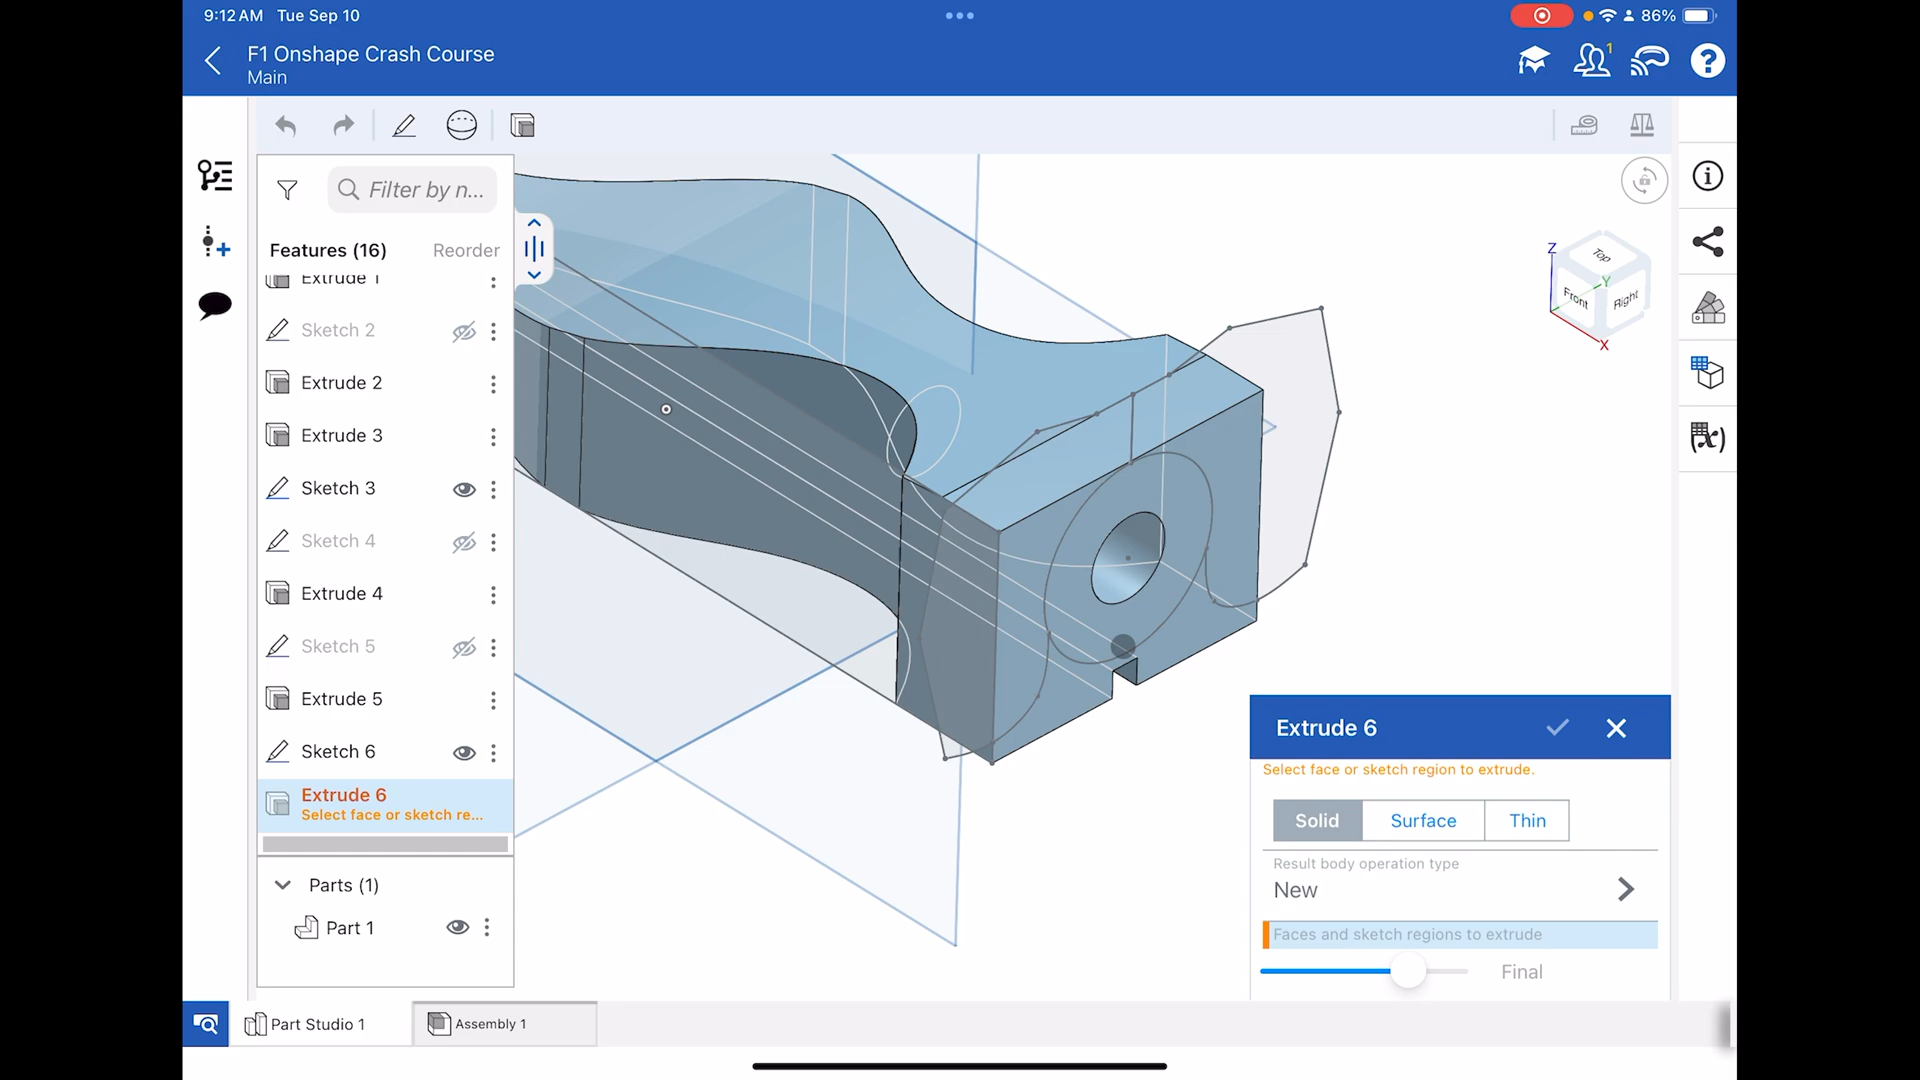 9:12 AM Tue Sep 10
86%
F1 Onshape Crash Course
Main
1
?
Filter by n...
Features (16)
Reorder
Extrude 1
Sketch 2
Extrude 2
Extrude 3
Sketch 3
Sketch 4
Extrude 4
Sketch 5
Extrude 5
Sketch 6
Extrude 6
Select face or sketch re...
Parts (1)
Part 1
Z
Top
Y
Front
Right
X
(x)
Extrude 6
Select face or sketch region to extrude.
Solid
Surface
Thin
Result body operation type
New
Faces and sketch regions to extrude
Final
Part Studio 1
Assembly 1